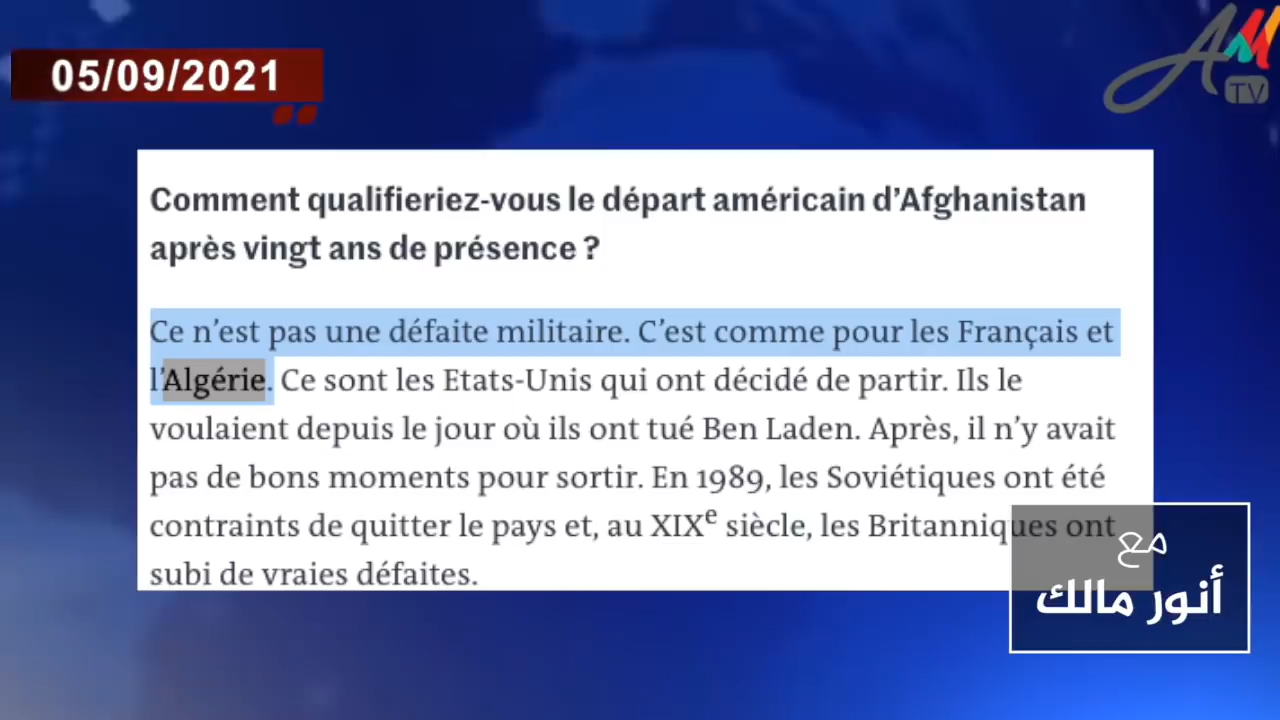 05/09/2021
AM
TV
Comment qualifieriez-vous le départ américain d’Afghanistan
après vingt ans de présence ?
Ce n’est pas une défaite militaire. C’est comme pour les Français et
l’Algérie. Ce sont les Etats-Unis qui ont décidé de partir. Ils le
voulaient depuis le jour où ils ont tué Ben Laden. Après, il n’y avait
pas de bons moments pour sortir. En 1989, les Soviétiques ont été
contraints de quitter le pays et, au XIXe siècle, les Britanniques ont
subi de vraies défaites.
مع
أنور مالك